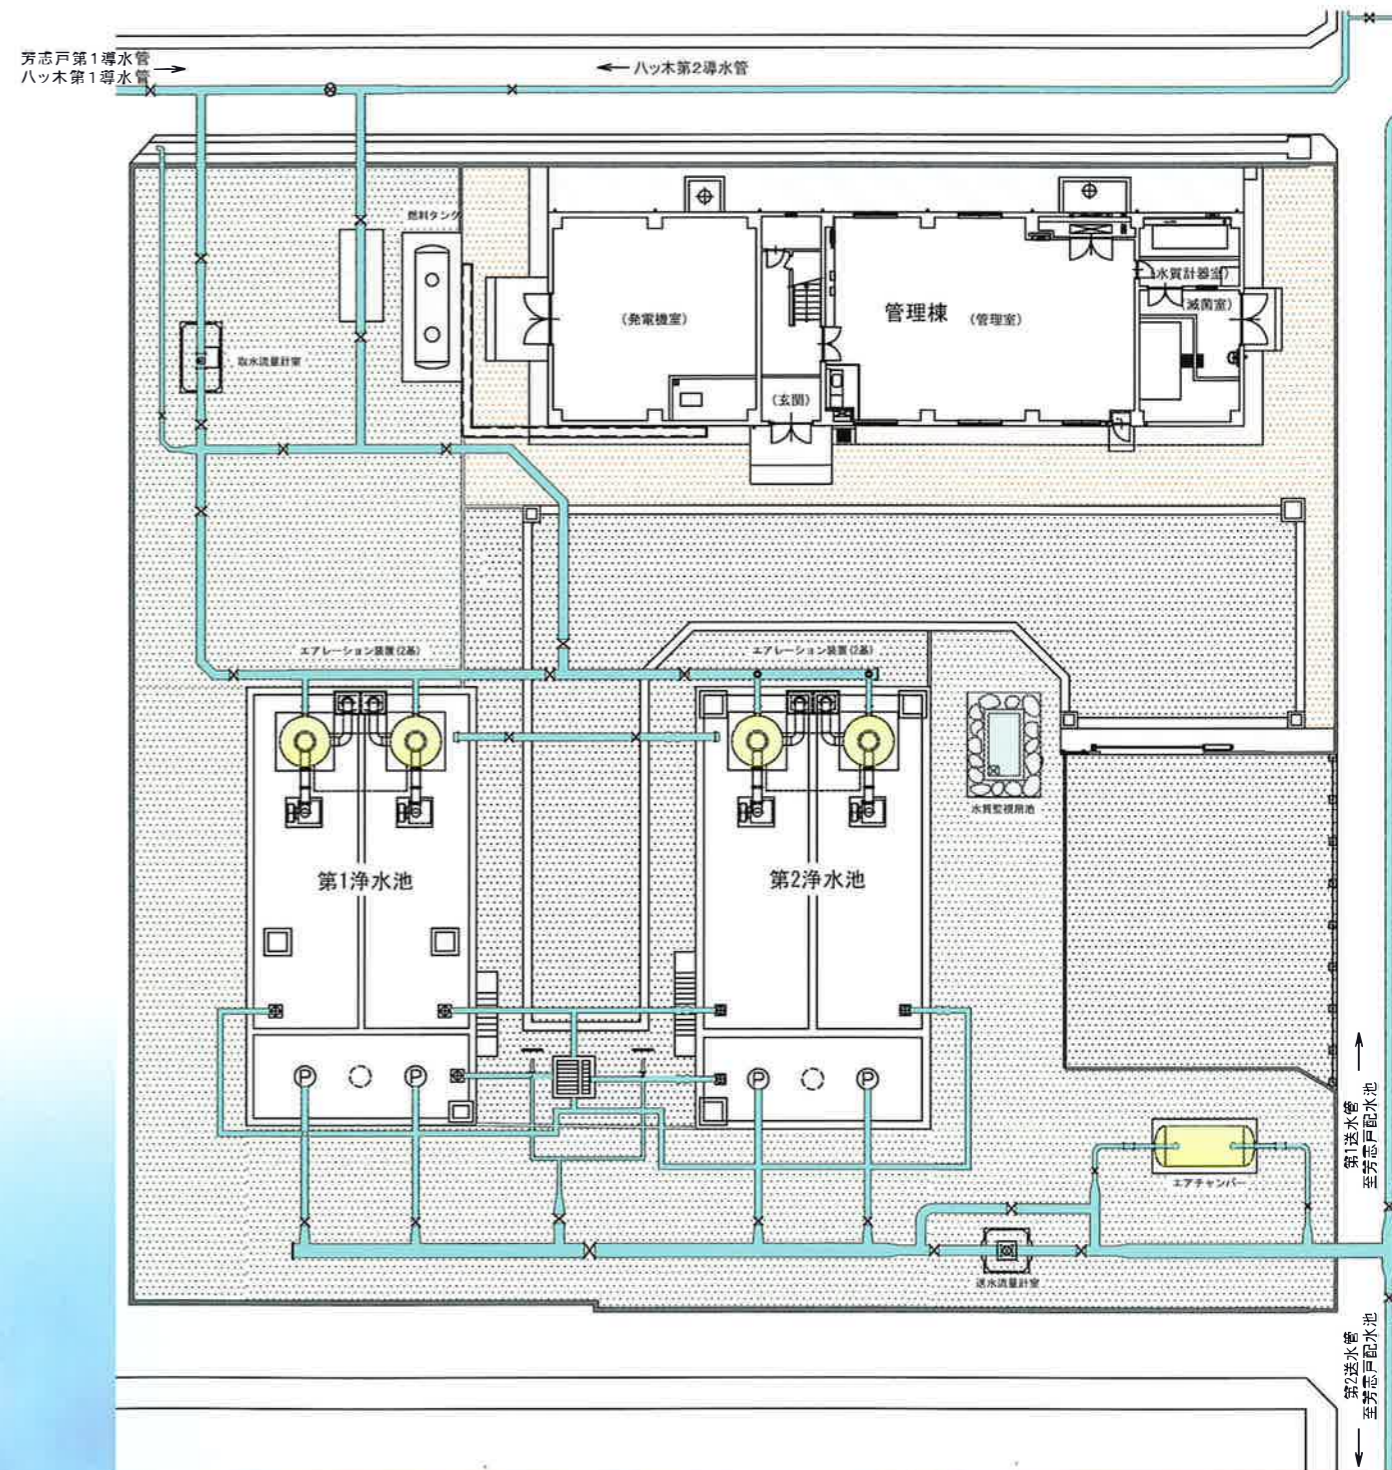 芳志戸第1導水管
八ッ木第1導水管
八ッ木第2導水管
燃料タンク
取水流量計室
(発電機室)
管理棟 (管理室)
(水質計器室)
(滅菌室)
(玄関)
エアレーション装置(2基)
エアレーション装置(2基)
水質監視用池
第1浄水池
第2浄水池
P
P
P
P
エアチャンバー
送水流量計室
第1送水管
至芳志戸配水池
第2送水管
至芳志戸配水池